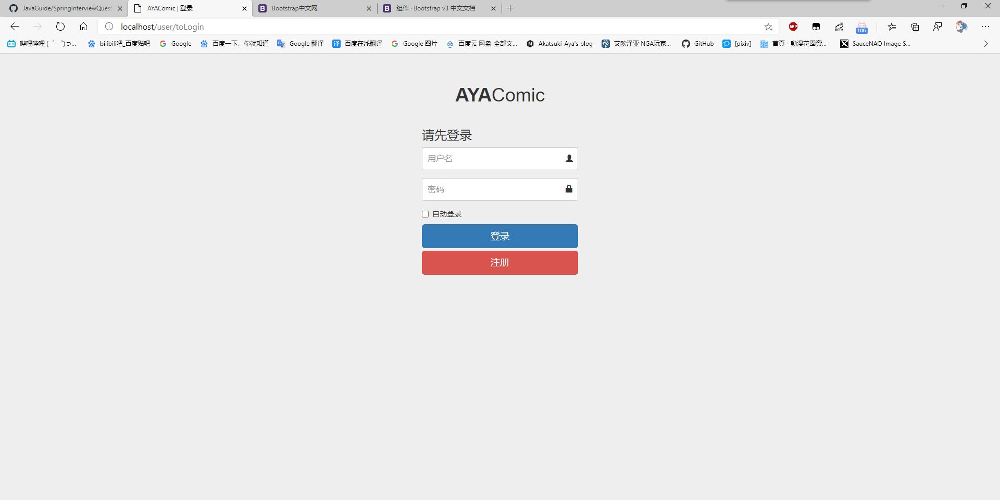 JavaGuide/SpringInterviewQuest
AYAComic | 登录
Bootstrap中文网
组件 · Bootstrap v3 中文文档
localhost/user/toLogin
ABP
en
106
哔哩哔哩 (゜-゜)つ...
bilibili吧_百度贴吧
Google
百度一下，你就知道
Google 翻译
译 百度在线翻译
Google 图片
百度云 网盘-全部文...
Akatsuki-Aya's blog
艾欧泽亚 NGA玩家...
GitHub
[pixiv]
首頁 - 動漫花園資...
SauceNAO Image S...
AYAComic
请先登录
用户名
密码
自动登录
登录
注册